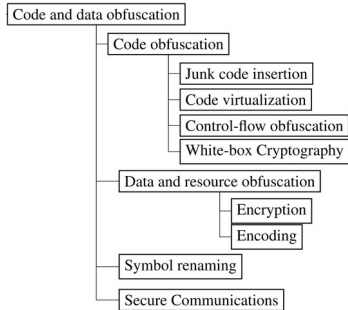 Code and data obfuscation
Code obfuscation
Junk code insertion
Code virtualization
Control-flow obfuscation
White-box Cryptography
Data and resource obfuscation
Encryption
Encoding
Symbol renaming
Secure Communications